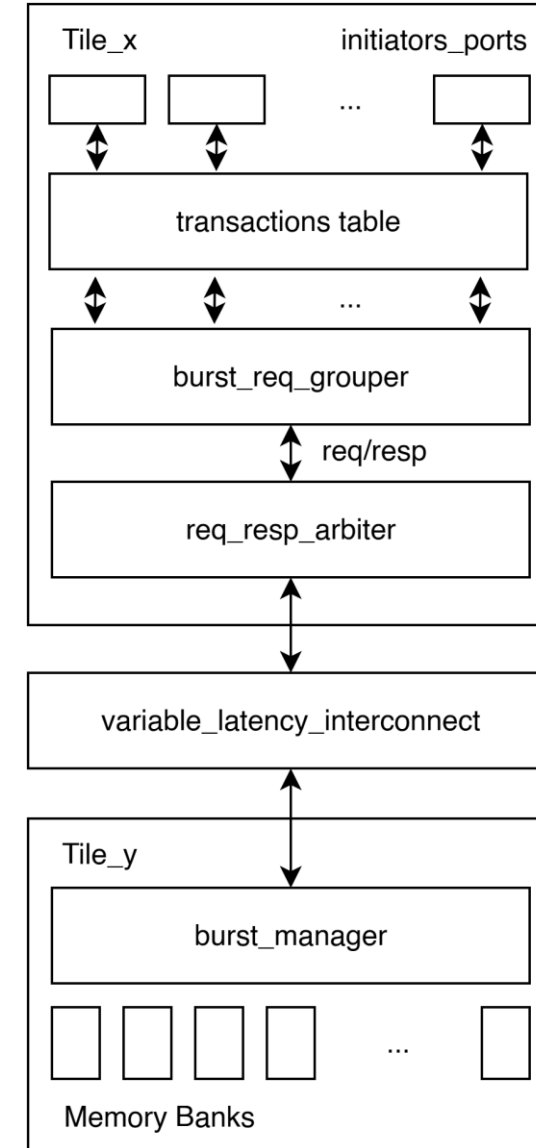 Tile_x initiators_ports
...
transactions table
...
burst_req_grouper
req/resp
req_resp_arbiter
variable_latency_interconnect
Tile_y
burst_manager
...
Memory Banks